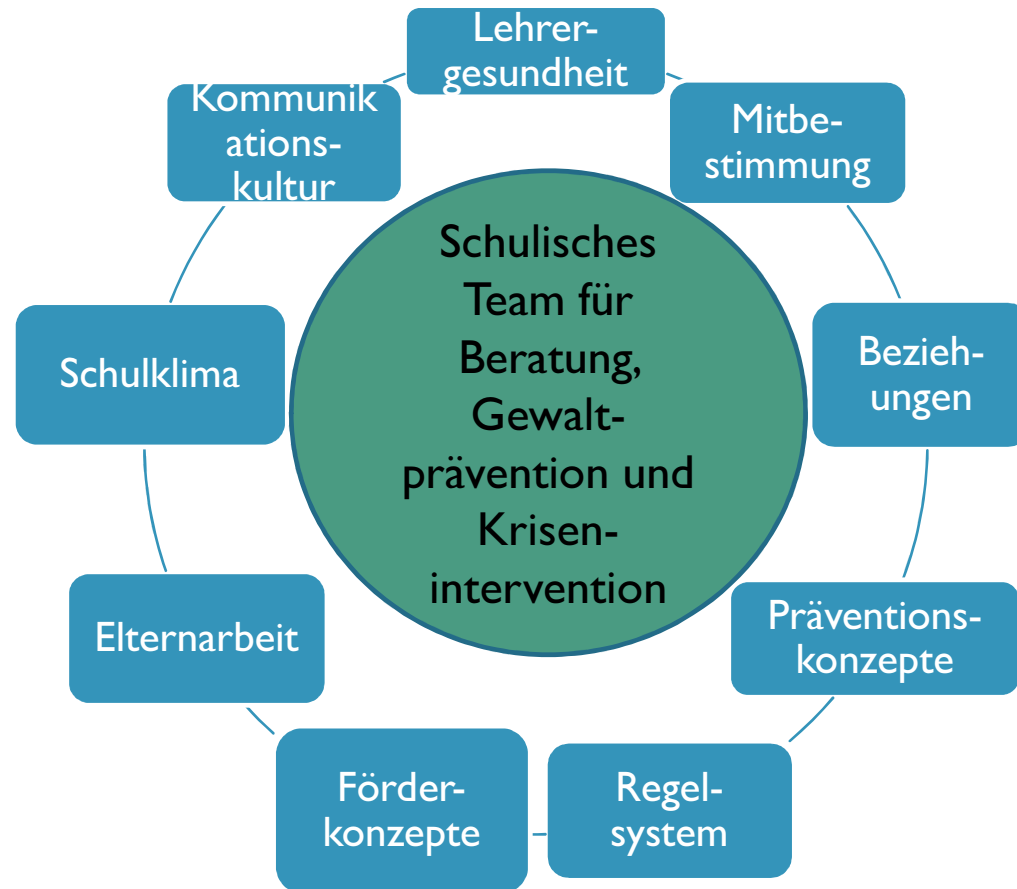 Lehrer-
gesundheit
Mitbe-
stimmung
Bezieh-
ungen
Präventions-
konzepte
Regel-
system
Förder-
konzepte
Elternarbeit
Schulklima
Kommunik
ations-
kultur
Schulisches
Team für
Beratung,
Gewalt-
prävention und
Krisen-
intervention